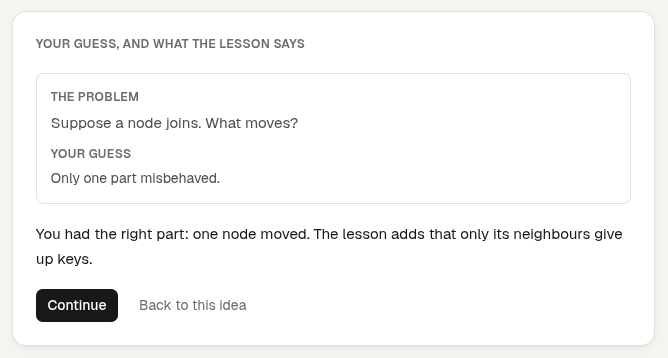 YOUR GUESS, AND WHAT THE LESSON SAYS
THE PROBLEM
Suppose a node joins. What moves?
YOUR GUESS
Only one part misbehaved.
You had the right part: one node moved. The lesson adds that only its neighbours give
up keys.
Continue
Back to this idea